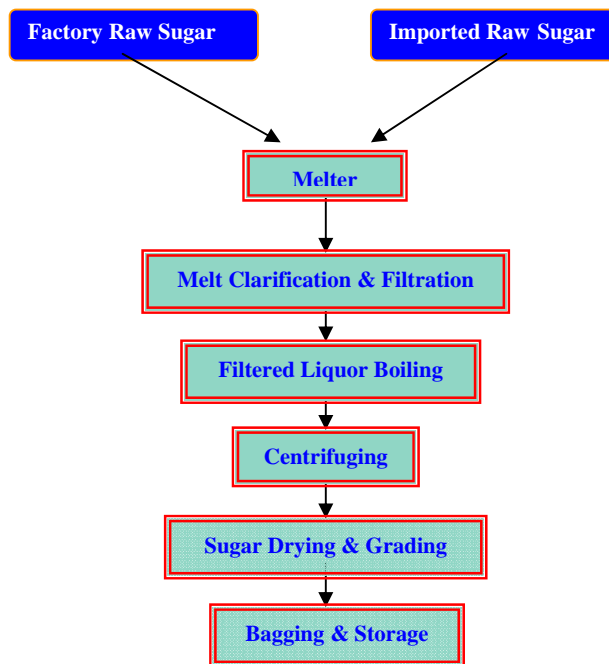 Factory Raw Sugar
Imported Raw Sugar
Melter
Melt Clarification & Filtration
Filtered Liquor Boiling
Centrifuging
Sugar Drying & Grading
Bagging & Storage